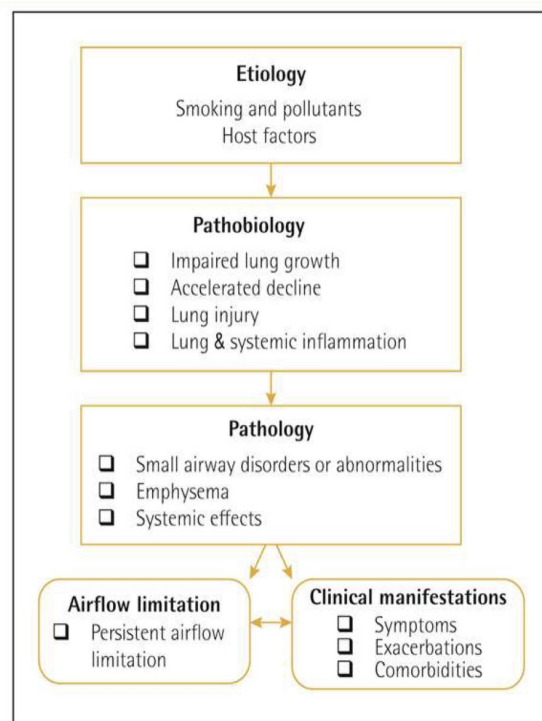 Etiology
Smoking and pollutants
Host factors
Pathobiology
❑ Impaired lung growth
❑ Accelerated decline
❑ Lung injury
❑ Lung & systemic inflammation
Pathology
❑ Small airway disorders or abnormalities
❑ Emphysema
❑ Systemic effects
Airflow limitation
❑ Persistent airflow
limitation
Clinical manifestations
❑ Symptoms
❑ Exacerbations
❑ Comorbidities